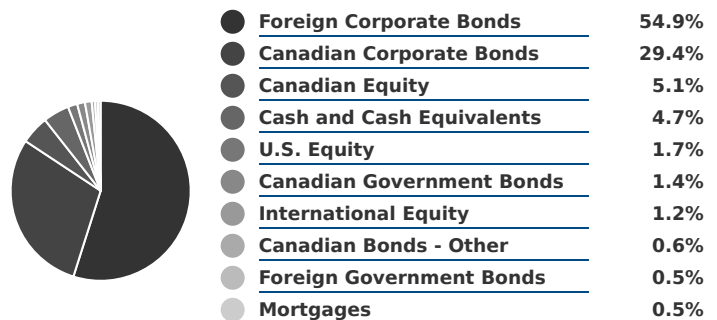 Foreign Corporate Bonds 54.9%
Canadian Corporate Bonds 29.4%
Canadian Equity 5.1%
Cash and Cash Equivalents 4.7%
U.S. Equity 1.7%
Canadian Government Bonds 1.4%
International Equity 1.2%
Canadian Bonds - Other 0.6%
Foreign Government Bonds 0.5%
Mortgages 0.5%